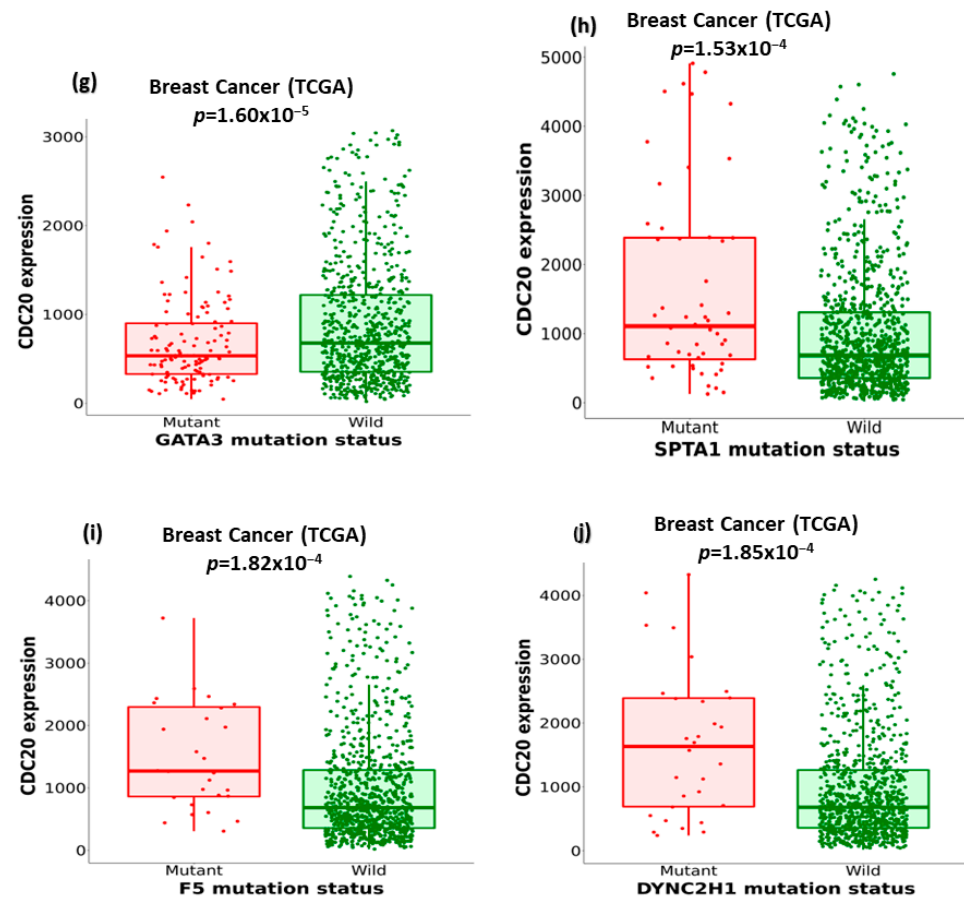 (g)
Breast Cancer (TCGA)
p=1.60x10⁻⁵
CDC20 expression
3000
2000
1000
0
Mutant Wild
GATA3 mutation status
(h)
Breast Cancer (TCGA)
p=1.53x10⁻⁴
CDC20 expression
5000
4000
3000
2000
1000
0
Mutant Wild
SPTA1 mutation status
(i)
Breast Cancer (TCGA)
p=1.82x10⁻⁴
CDC20 expression
4000
3000
2000
1000
0
Mutant Wild
F5 mutation status
(j)
Breast Cancer (TCGA)
p=1.85x10⁻⁴
CDC20 expression
4000
3000
2000
1000
0
Mutant Wild
DYNC2H1 mutation status